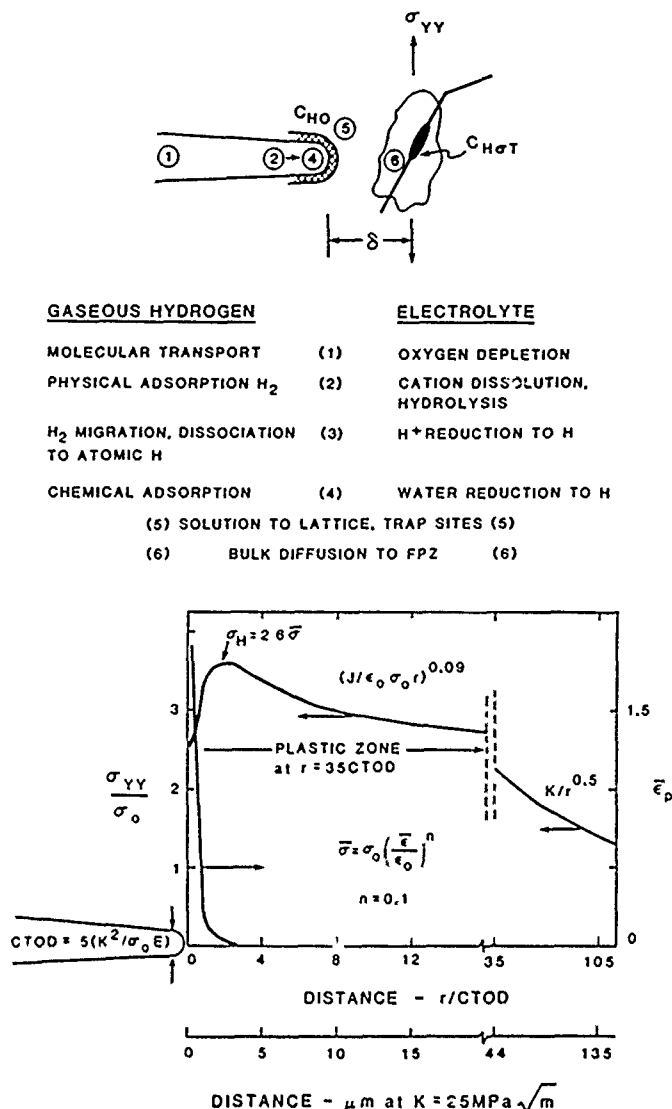 σYY
CHO
5
1
2 → 4
6
CHσT
δ
GASEOUS HYDROGEN ELECTROLYTE
MOLECULAR TRANSPORT (1) OXYGEN DEPLETION
PHYSICAL ADSORPTION H2 (2) CATION DISSOLUTION,
HYDROLYSIS
H2 MIGRATION, DISSOCIATION (3) H+ REDUCTION TO H
TO ATOMIC H
CHEMICAL ADSORPTION (4) WATER REDUCTION TO H
(5) SOLUTION TO LATTICE, TRAP SITES (5)
(6) BULK DIFFUSION TO FPZ (6)
σH = 2 6 σ̄
(J/ϵ0 σ0 r)^0.09
3
1.5
PLASTIC ZONE
at r = 35CTOD
K/r^0.5
σYY/σ0
2
ϵ̄p
σ̄ = σ0 (ϵ̄/ϵ0)^n
1
n = 0.1
CTOD = 5(K²/σ0E)
0
0 4 8 12 35 105
DISTANCE - r/CTOD
0 5 10 15 44 135
DISTANCE - μm at K = 25MPa√m